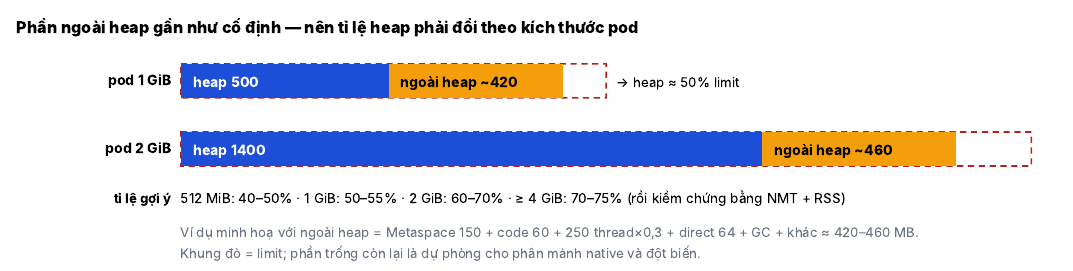 Phần ngoài heap gần như cố định — nên tỉ lệ heap phải đổi theo kích thước pod
pod 1 GiB heap 500 ngoài heap ~420 → heap ≈ 50% limit
pod 2 GiB heap 1400 ngoài heap ~460
tỉ lệ gợi ý 512 MiB: 40–50% · 1 GiB: 50–55% · 2 GiB: 60–70% · ≥ 4 GiB: 70–75% (rồi kiểm chứng bằng NMT + RSS)
Ví dụ minh hoạ với ngoài heap = Metaspace 150 + code 60 + 250 thread×0,3 + direct 64 + GC + khác ≈ 420–460 MB.
Khung đỏ = limit; phần trống còn lại là dự phòng cho phân mảnh native và đột biến.